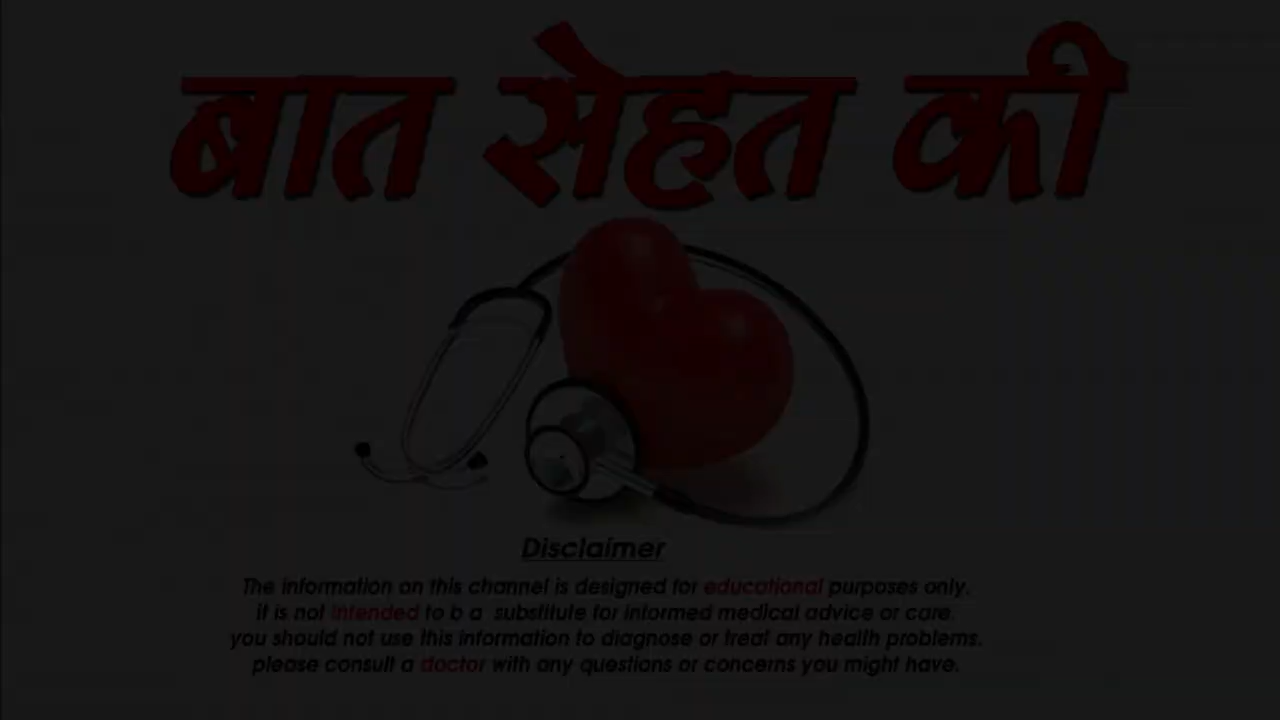 बात सेहत की
Disclaimer
The information on this channel is designed for educational purposes only.
it is not intended to b a substitute for informed medical advice or care.
you should not use this information to diagnose or treat any health problems.
please consult a doctor with any questions or concerns you might have.